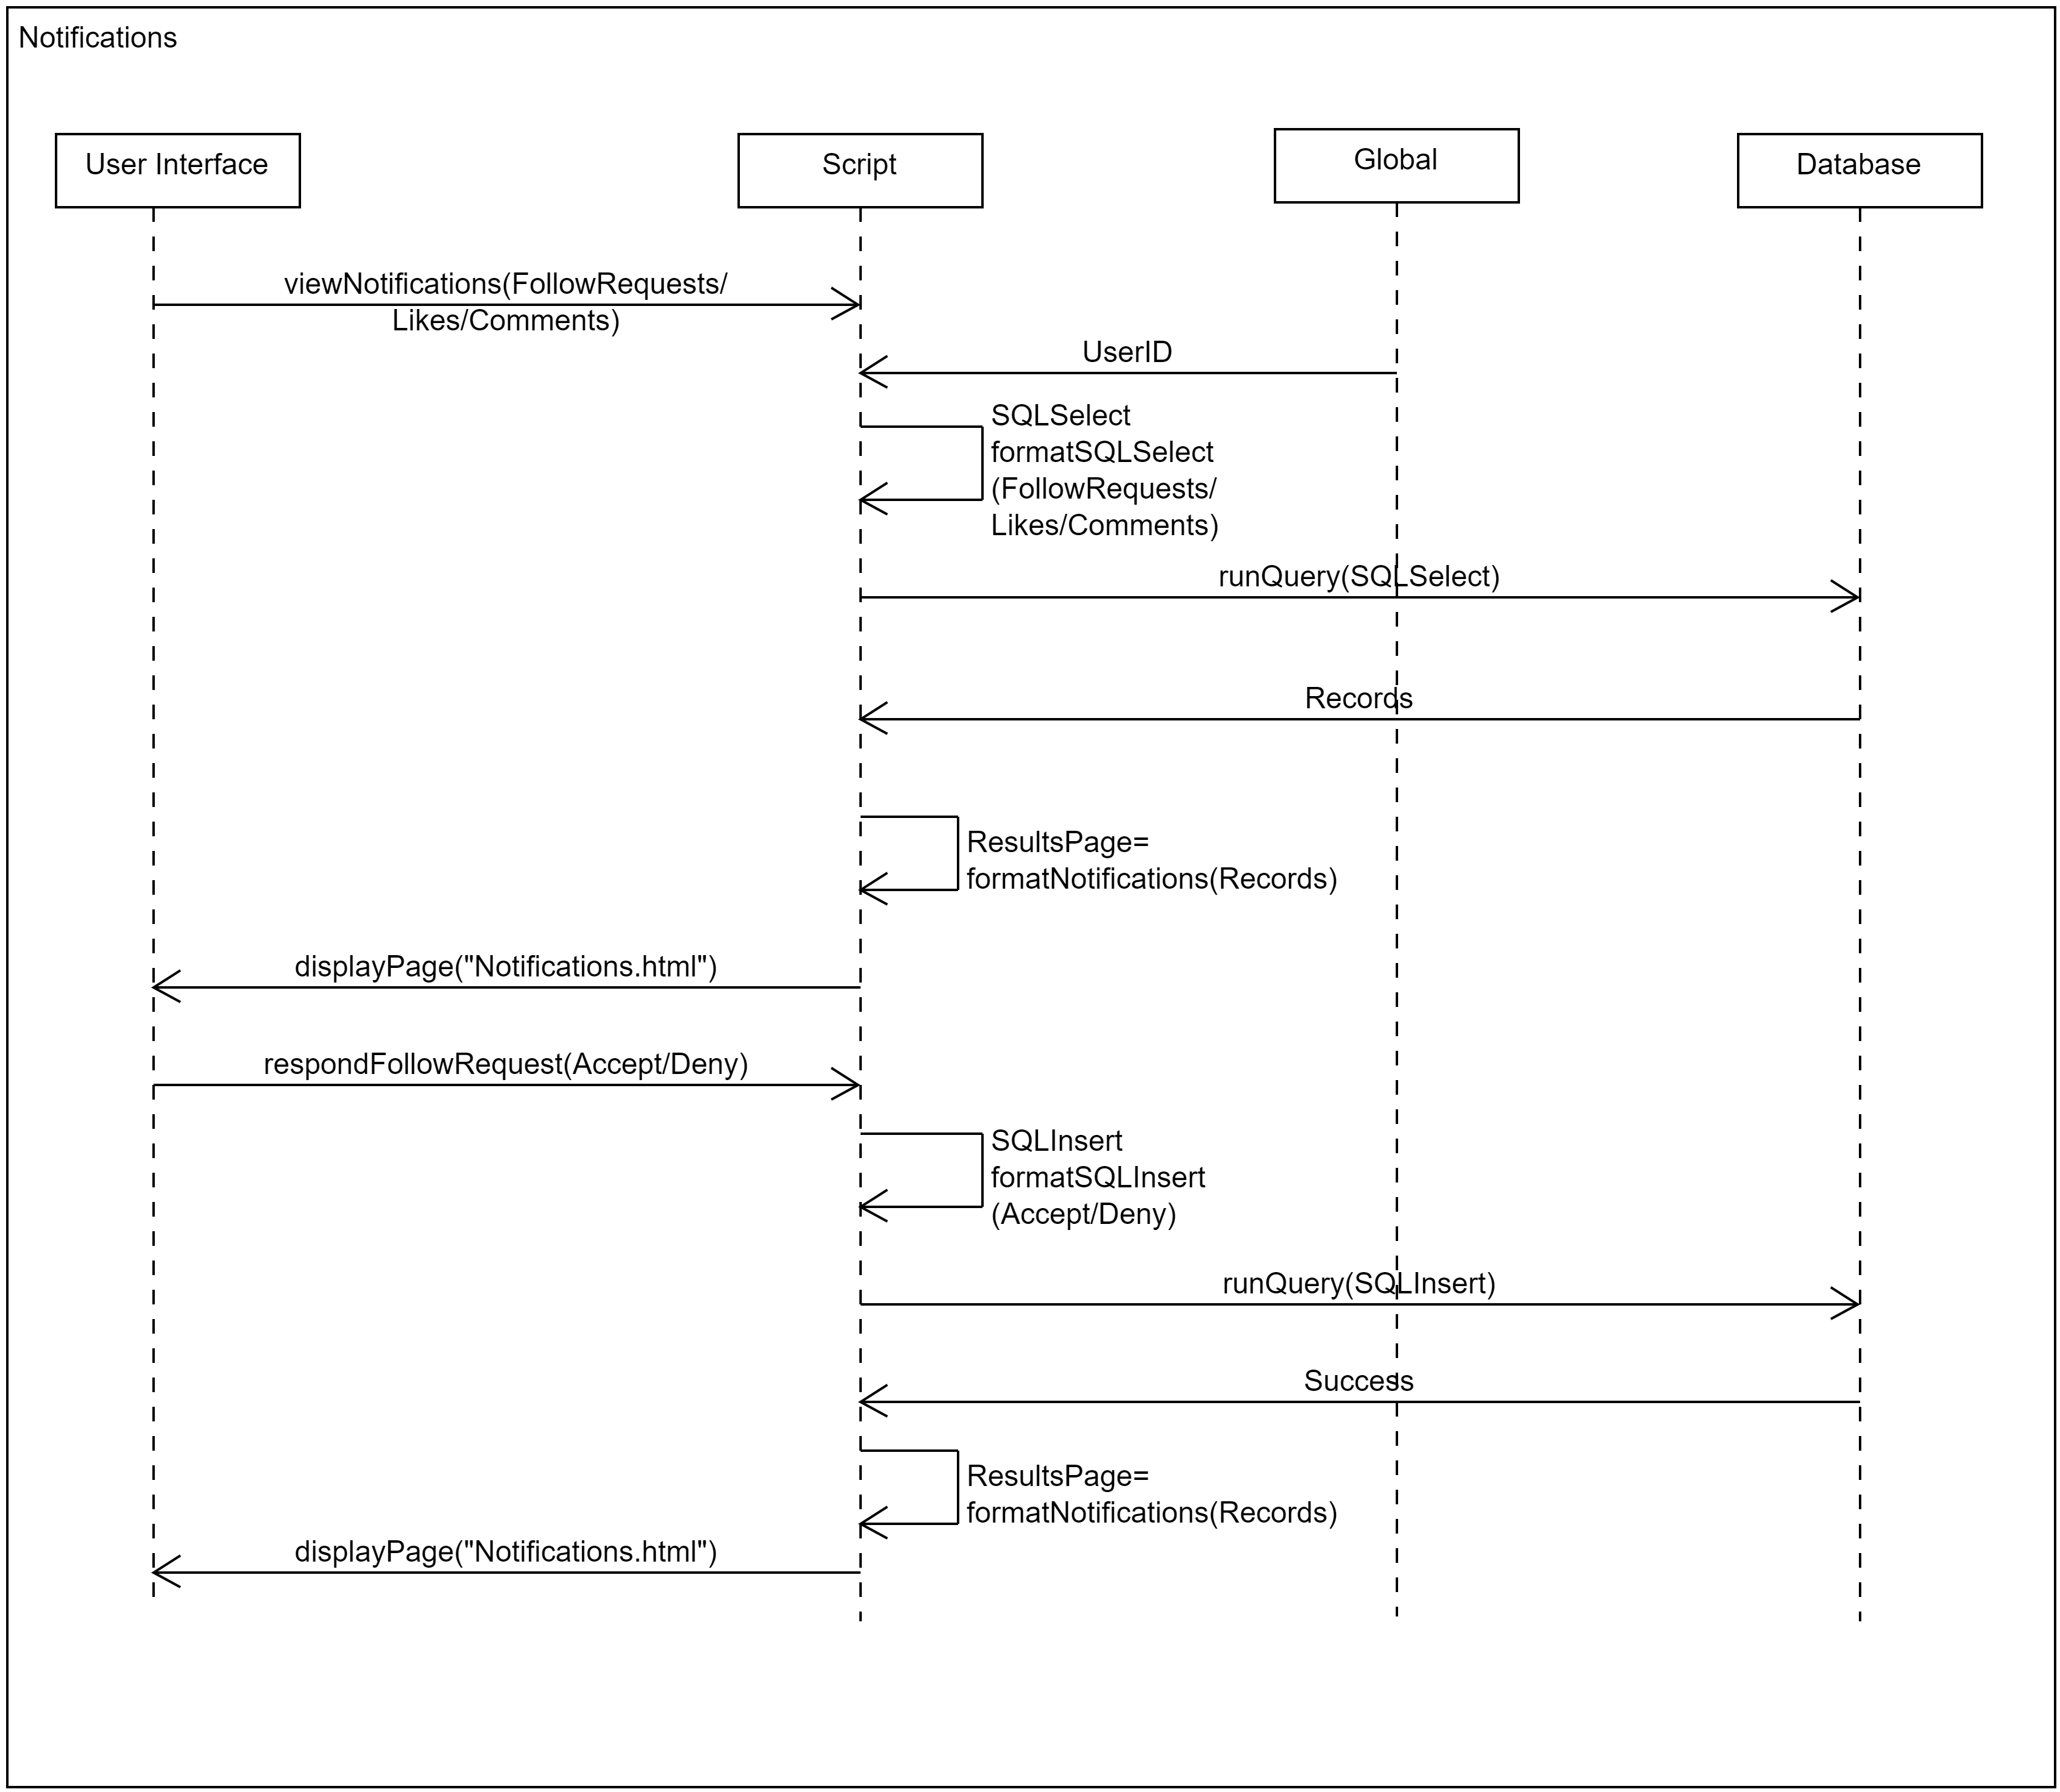 Notifications
User Interface
Script
Global
Database
viewNotifications(FollowRequests/
Likes/Comments)
UserID
SQLSelect
formatSQLSelect
(FollowRequests/
Likes/Comments)
runQuery(SQLSelect)
Records
ResultsPage=
formatNotifications(Records)
displayPage("Notifications.html")
respondFollowRequest(Accept/Deny)
SQLInsert
formatSQLInsert
(Accept/Deny)
runQuery(SQLInsert)
Success
ResultsPage=
formatNotifications(Records)
displayPage("Notifications.html")